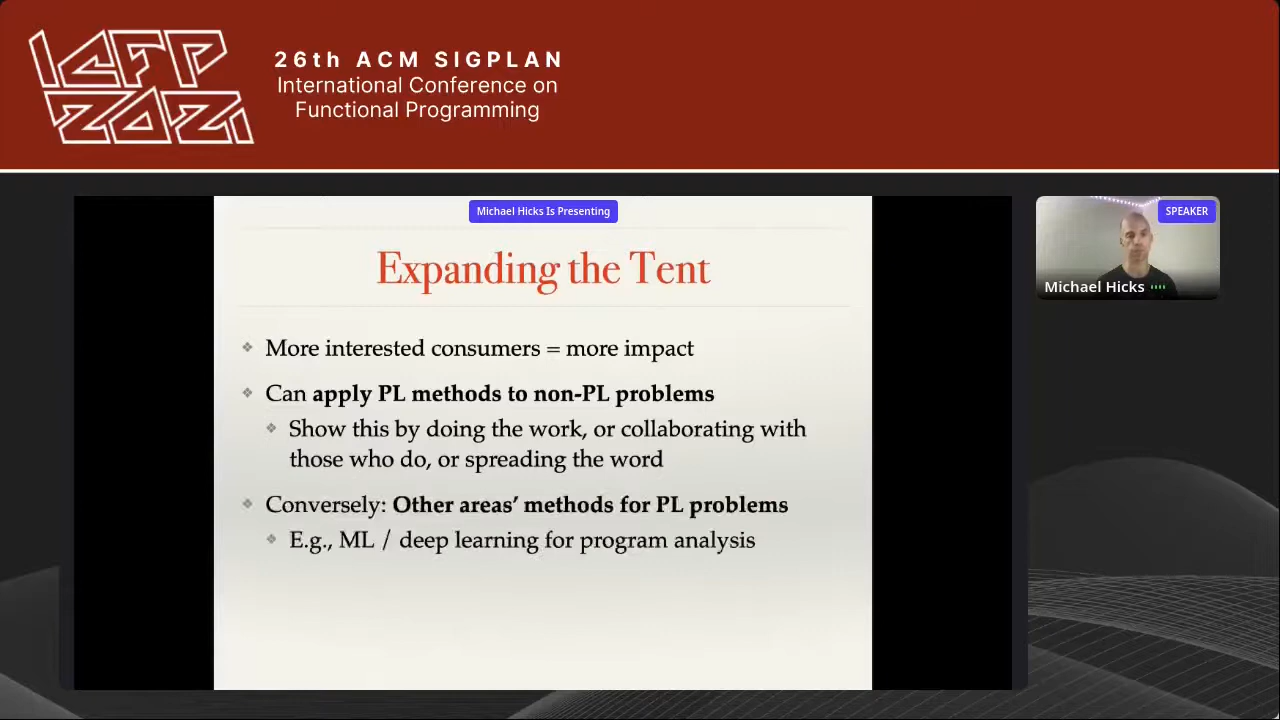 ICFP
2021
26th ACM SIGPLAN
International Conference on
Functional Programming
Michael Hicks Is Presenting
SPEAKER
Michael Hicks
Expanding the Tent
❖ More interested consumers = more impact
❖ Can apply PL methods to non-PL problems
❖ Show this by doing the work, or collaborating with
those who do, or spreading the word
❖ Conversely: Other areas’ methods for PL problems
❖ E.g., ML / deep learning for program analysis